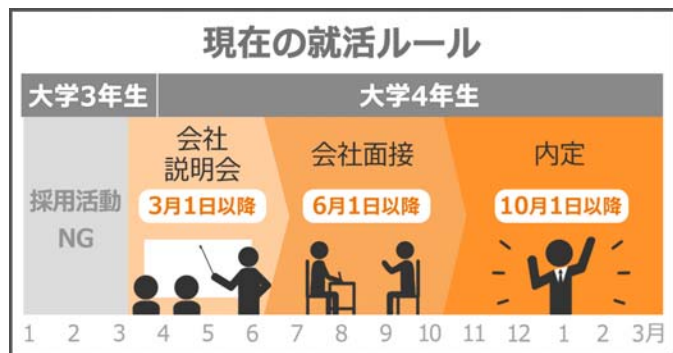 現在の就活ルール
大学3年生
大学4年生
採用活動
NG
会社
説明会
3月1日以降
会社面接
6月1日以降
内定
10月1日以降
1 2 3 4 5 6 7 8 9 10 11 12 1 2 3月